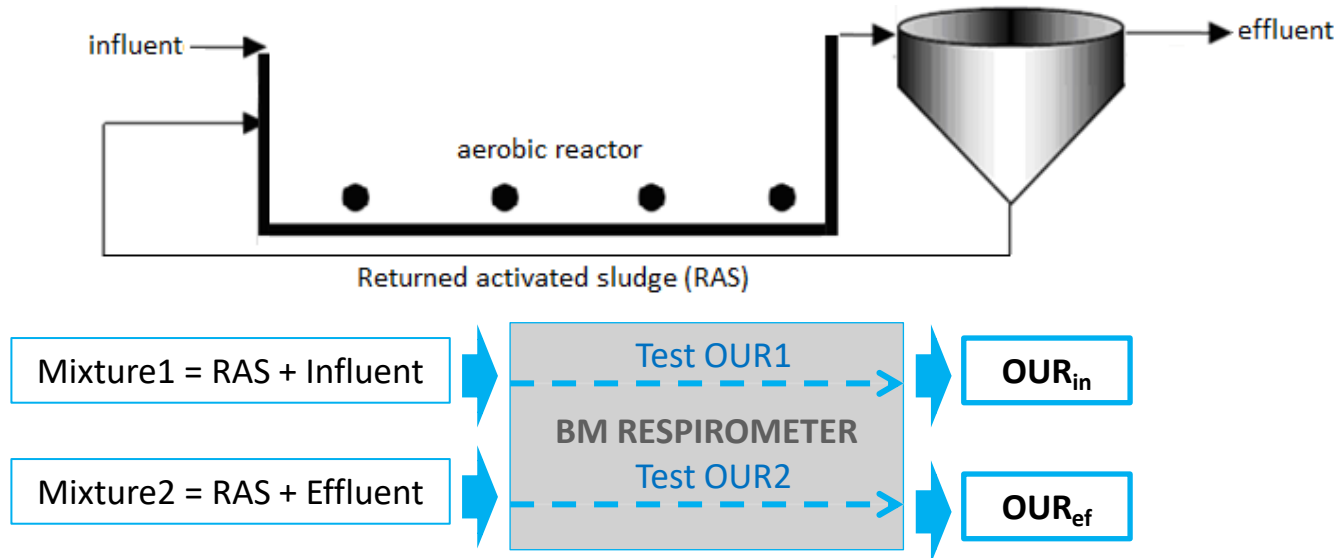 influent
effluent
aerobic reactor
Returned activated sludge (RAS)
Mixture1 = RAS + Influent
Test OUR1
OURin
BM RESPIROMETER
Mixture2 = RAS + Effluent
Test OUR2
OURef